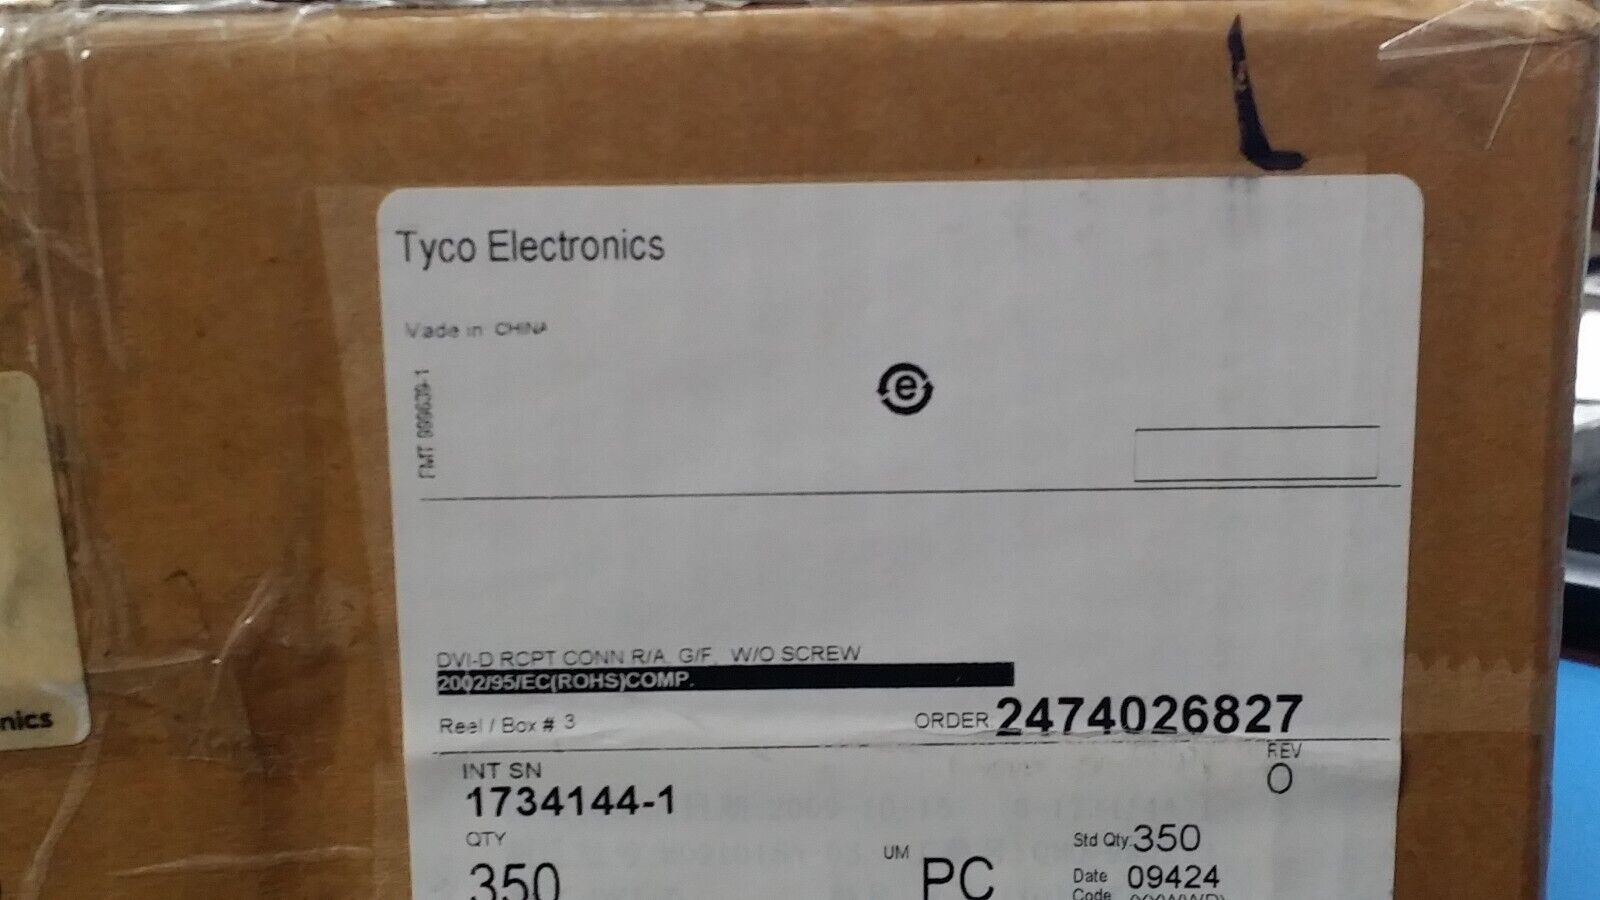 L
Tyco Electronics
Made in CHINA
e
DVI-D RCPT CONN R/A. G/F. W/O SCREW
2002/95/EC(ROHS)COMP.
Reel / Box # 3
ORDER 2474026827
REV
O
INT SN
1734144-1
QTY
350
UM PC
Std Qty: 350
Date 09424
Code
nics